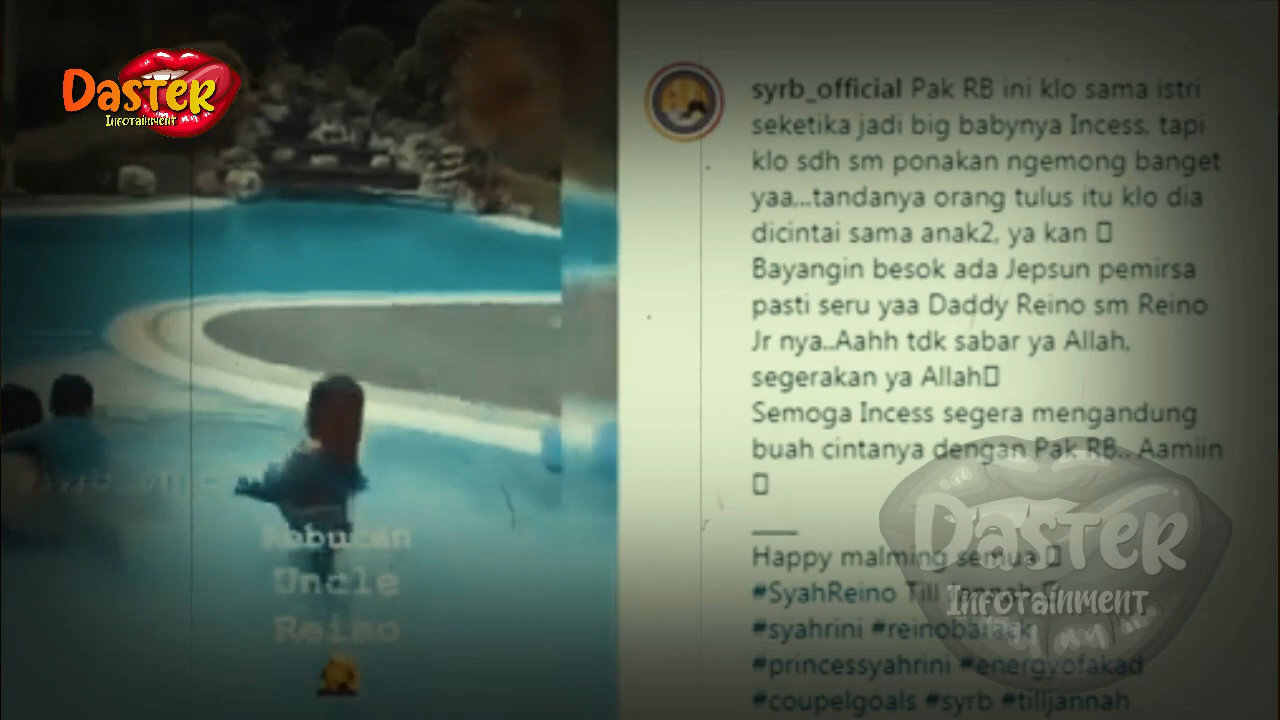 Daster
Infotainment
Rebutan
Uncle
Reino
syrb_official Pak RB ini klo sama istri
seketika jadi big babynya Incess, tapi
klo sdh sm ponakan ngemong banget
yaa...tandanya orang tulus itu klo dia
dicintai sama anak2, ya kan
Bayangin besok ada Jepsun pemirsa
pasti seru yaa Daddy Reino sm Reino
Jr nya..Aahh tdk sabar ya Allah,
segerakan ya Allah
Semoga Incess segera mengandung
buah cintanya dengan Pak RB.. Aamiin
Happy malming semua
#SyahReino Till Jannah
#syahrini #reinobarack
#princessyahrini #energyofakad
#coupelgoals #syrb #tilljannah
Daster
Infotainment